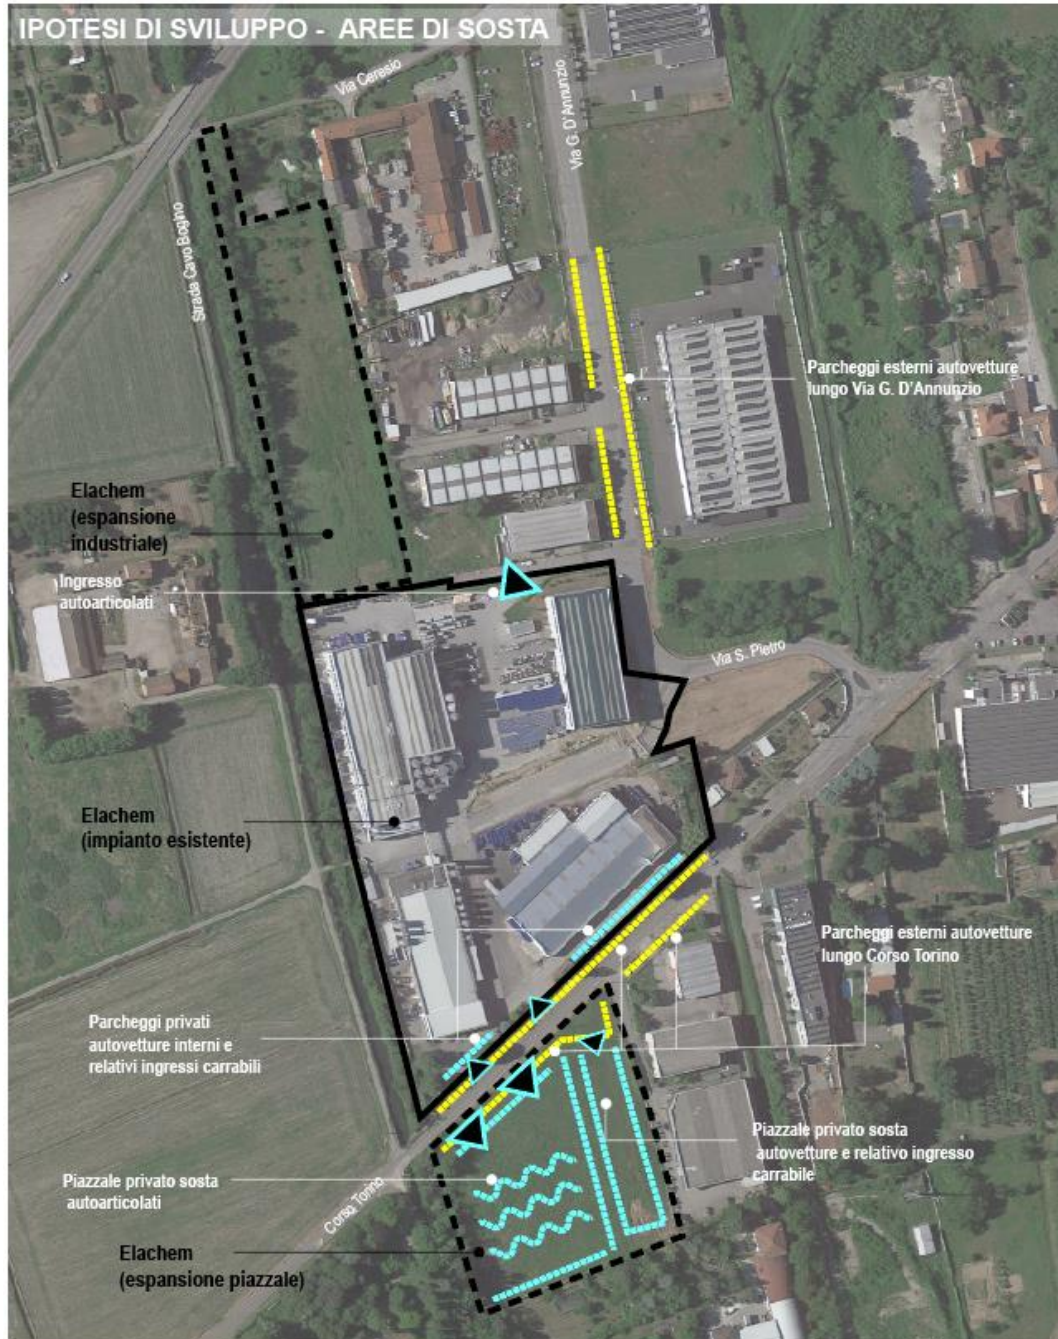 IPOTESI DI SVILUPPO - AREE DI SOSTA
Via Ceresio
Via G. D'Annunzio
Strada Cavo Bogino
Parcheggi esterni autovetture
lungo Via G. D'Annunzio
Elachem
(espansione
industriale)
Ingresso
autoarticolati
Via S. Pietro
Elachem
(impianto esistente)
Parcheggi esterni autovetture
lungo Corso Torino
Parcheggi privati
autovetture interni e
relativi ingressi carrabili
Piazzale privato sosta
autovetture e relativo ingresso
carrabile
Piazzale privato sosta
autoarticolati
Corso Torino
Elachem
(espansione piazzale)